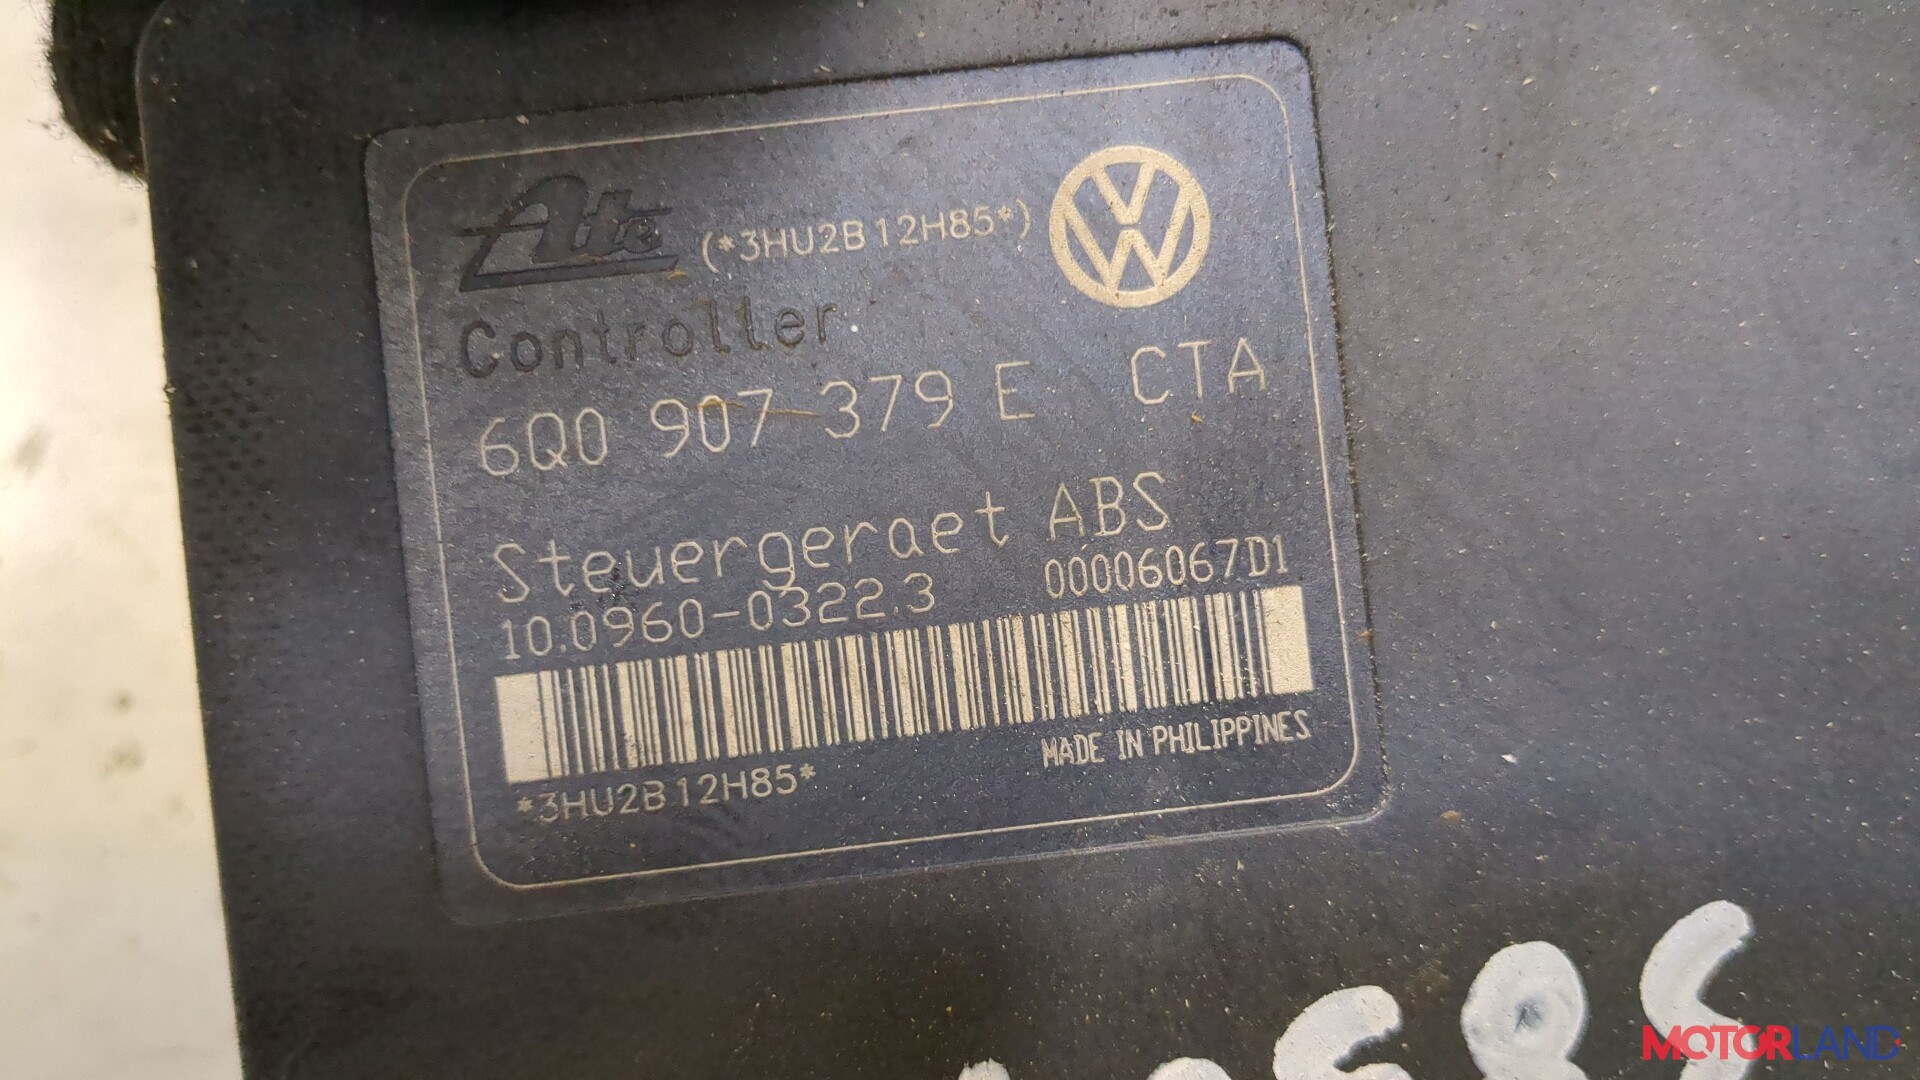 Ate (*3HU2B12H85*)
Controller
6Q0 907 379 E CTA
Steuergeraet ABS
10.0960-0322.3 00006067D1
MADE IN PHILIPPINES
*3HU2B12H85*
MOTORLAND